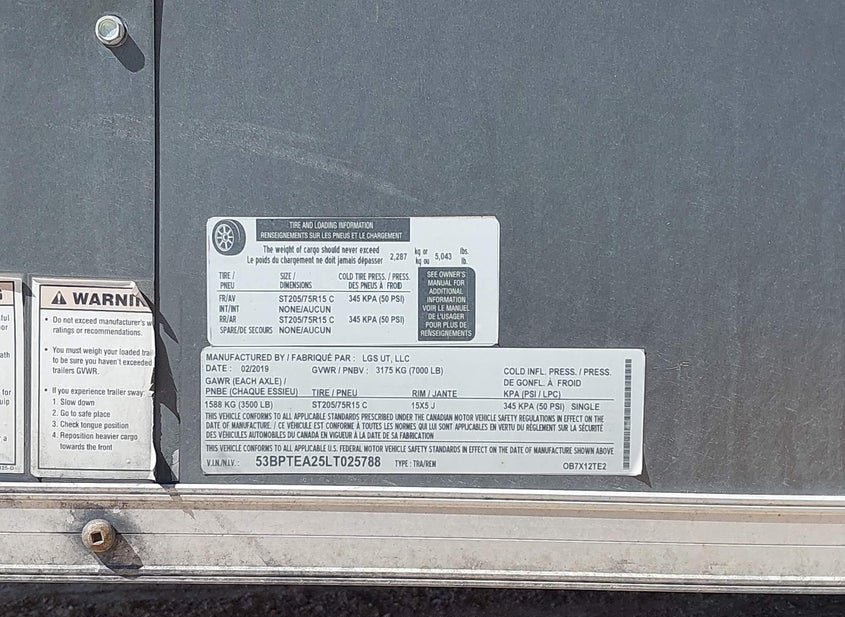 TIRE AND LOADING INFORMATION
RENSEIGNEMENTS SUR LES PNEUS ET LE CHARGEMENT
The weight of cargo should never exceed
Le poids du chargement ne doit jamais dépasser
2,287 kg or kg ou 5,043 lbs. lb.
TIRE / PNEU SIZE / DIMENSIONS COLD TIRE PRESS. / PRESS. DES PNEUS À FROID
FR/AV ST205/75R15 C 345 KPA (50 PSI)
INT/INT NONE/AUCUN
RR/AR ST205/75R15 C 345 KPA (50 PSI)
SPARE/DE SECOURS NONE/AUCUN
SEE OWNER'S
MANUAL FOR
ADDITIONAL
INFORMATION
VOIR LE MANUEL
DE L'USAGER
POUR PLUS DE
RENSEIGNEMENTS
MANUFACTURED BY / FABRIQUÉ PAR : LGS UT, LLC
DATE : 02/2019 GVWR / PNBV : 3175 KG (7000 LB)
GAWR (EACH AXLE) /
PNBE (CHAQUE ESSIEU) TIRE / PNEU RIM / JANTE
COLD INFL. PRESS. / PRESS.
DE GONFL. À FROID
KPA (PSI / LPC)
1588 KG (3500 LB) ST205/75R15 C 15X5 J 345 KPA (50 PSI) SINGLE
THIS VEHICLE CONFORMS TO ALL APPLICABLE STANDARDS PRESCRIBED UNDER THE CANADIAN MOTOR VEHICLE SAFETY REGULATIONS IN EFFECT ON THE
DATE OF MANUFACTURE. / CE VÉHICULE EST CONFORME À TOUTES LES NORMES QUI LUI SONT APPLICABLES EN VERTU DU RÈGLEMENT SUR LA SÉCURITÉ
DES VÉHICULES AUTOMOBILES DU CANADA EN VIGUEUR À LA DATE DE SA FABRICATION
THIS VEHICLE CONFORMS TO ALL APPLICABLE U.S. FEDERAL MOTOR VEHICLE SAFETY STANDARDS IN EFFECT ON THE DATE OF MANUFACTURE SHOWN ABOVE
V.I.N./N.I.V. : 53BPTEA25LT025788 TYPE : TRA/REM OB7X12TE2
WARNIN
• Do not exceed manufacturer's w
ratings or recommendations.
• You must weigh your loaded trail
to be sure you haven't exceeded
trailers GVWR.
• If you experience trailer sway:
1. Slow down
2. Go to safe place
3. Check tongue position
4. Reposition heavier cargo
towards the front